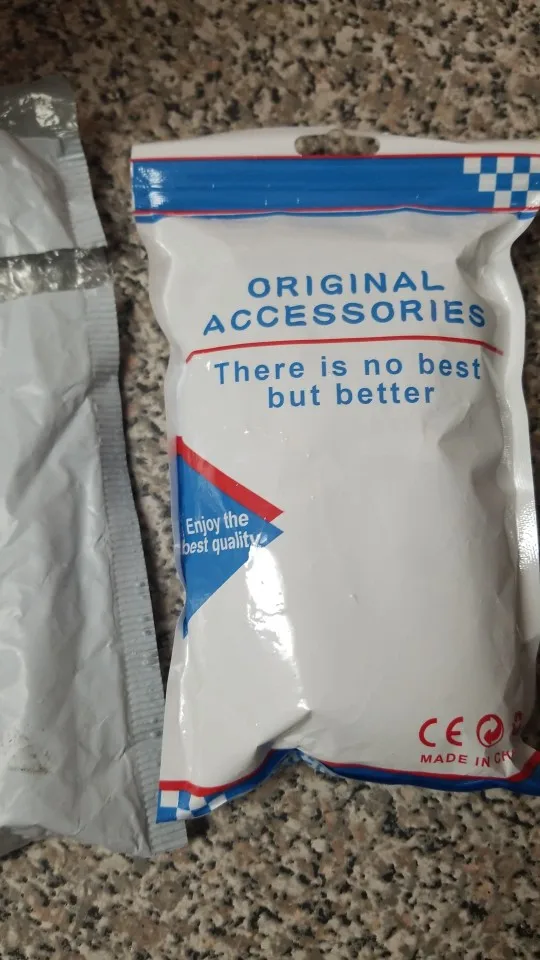 ORIGINAL
ACCESSORIES
There is no best
but better
Enjoy the
best quality
CE
MADE IN